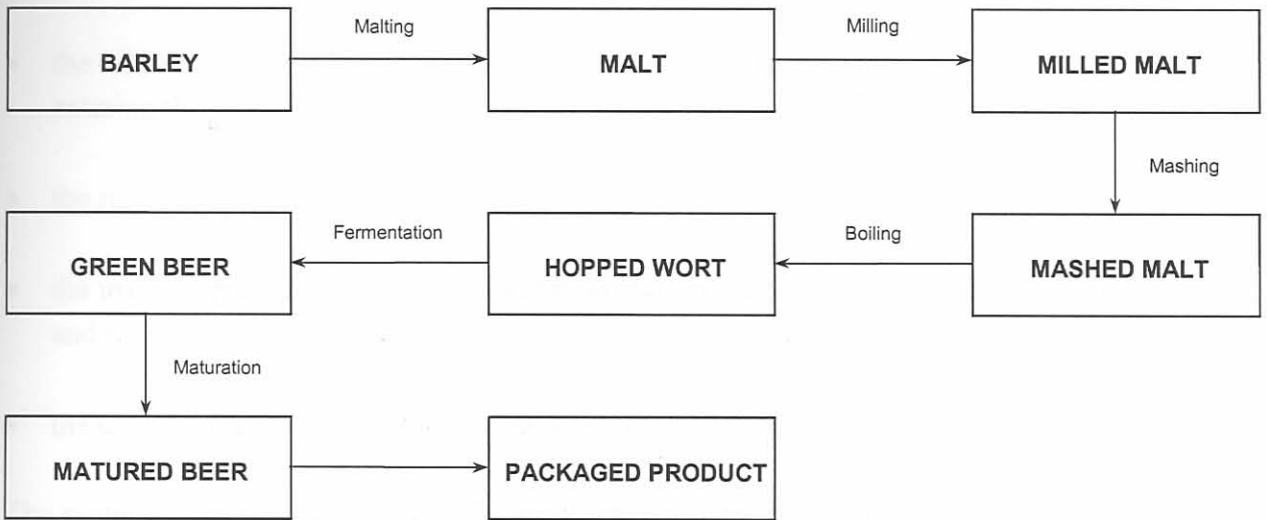 Malting
Milling
BARLEY
MALT
MILLED MALT
Mashing
Fermentation
Boiling
GREEN BEER
HOPPED WORT
MASHED MALT
Maturation
MATURED BEER
PACKAGED PRODUCT